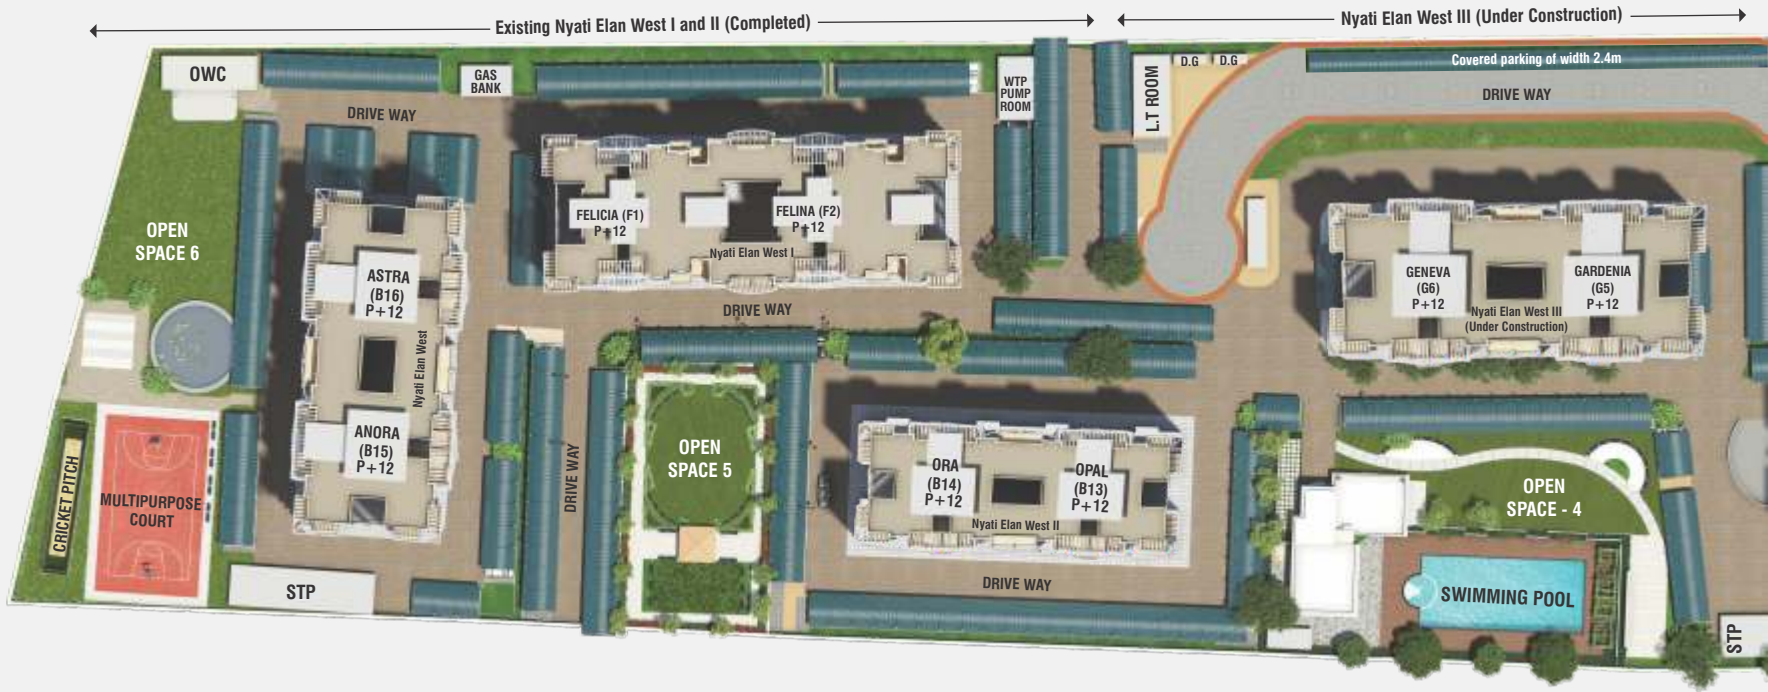 Existing Nyati Elan West I and II (Completed)
Nyati Elan West III (Under Construction)
OWC
GAS
BANK
WTP
PUMP
ROOM
L.T ROOM
D.G
D.G
Covered parking of width 2.4m
DRIVE WAY
DRIVE WAY
OPEN
SPACE 6
FELICIA (F1)
P+12
FELINA (F2)
P+12
Nyati Elan West I
ASTRA
(B16)
P+12
Nyati Elan West
ANORA
(B15)
P+12
DRIVE WAY
GENEVA
(G6)
P+12
GARDENIA
(G5)
P+12
Nyati Elan West III
(Under Construction)
CRICKET PITCH
MULTIPURPOSE
COURT
STP
DRIVE WAY
OPEN
SPACE 5
ORA
(B14)
P+12
OPAL
(B13)
P+12
Nyati Elan West II
DRIVE WAY
OPEN
SPACE - 4
SWIMMING POOL
STP